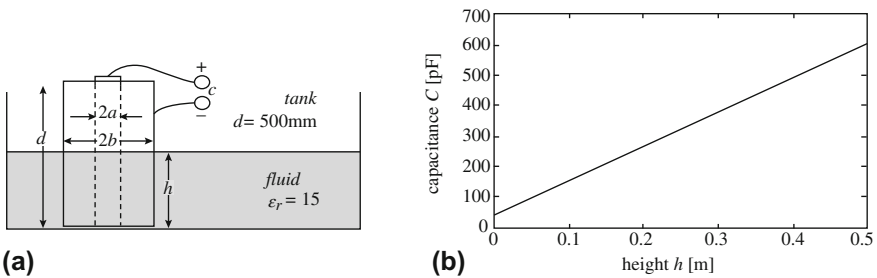 +
c
−
tank
d= 500mm
2a
d
2b
h
fluid
εr = 15
(a)
700
600
500
400
300
200
100
0
capacitance C [pF]
0 0.1 0.2 0.3 0.4 0.5
height h [m]
(b)